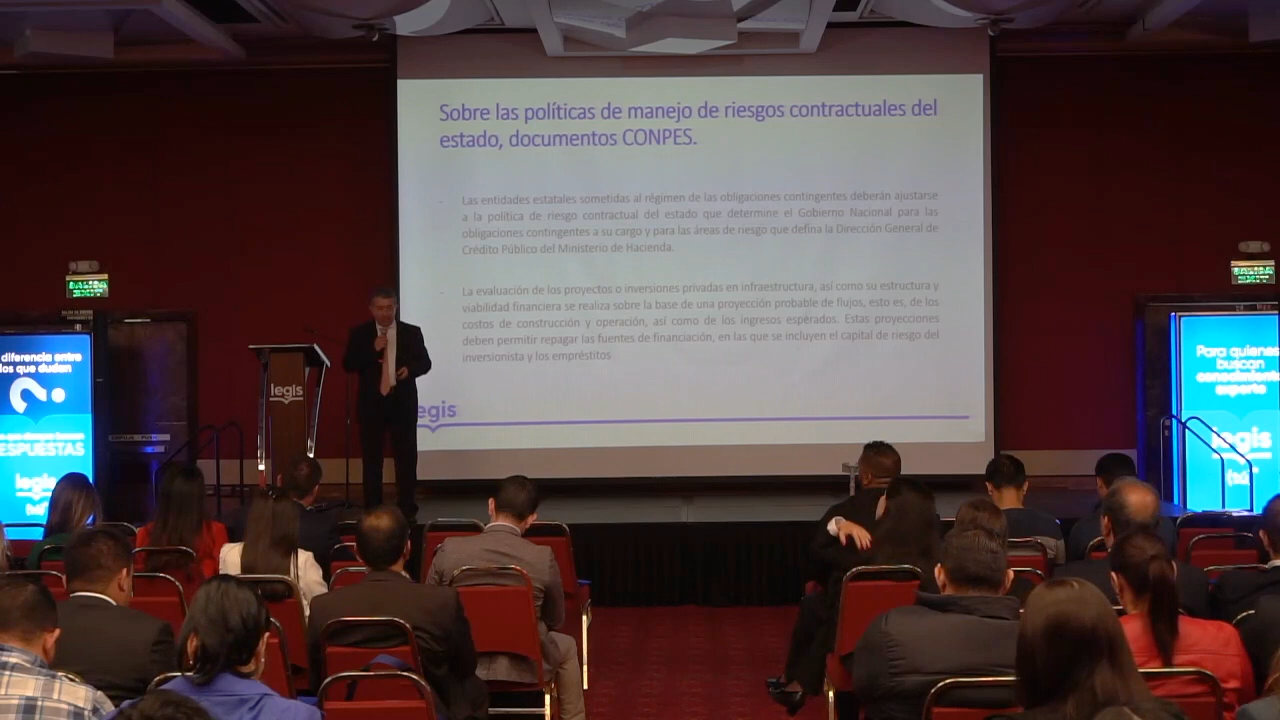 Sobre las políticas de manejo de riesgos contractuales del
estado, documentos CONPES.
- Las entidades estatales sometidas al régimen de las obligaciones contingentes deberán ajustarse
a la política de riesgo contractual del estado que determine el Gobierno Nacional para las
obligaciones contingentes a su cargo y para las áreas de riesgo que defina la Dirección General de
Crédito Público del Ministerio de Hacienda.
- La evaluación de los proyectos o inversiones privadas en infraestructura, así como su estructura y
viabilidad financiera se realiza sobre la base de una proyección probable de flujos, esto es, de los
costos de construcción y operación, así como de los ingresos esperados. Estas proyecciones
deben permitir repagar las fuentes de financiación, en las que se incluyen el capital de riesgo del
inversionista y los empréstitos
egis
legis
SALIDA
SALIDA
diferencia entre
los que dudan
ESPUESTAS
legis
Para quienes
buscan
conocimiento
experto
legis